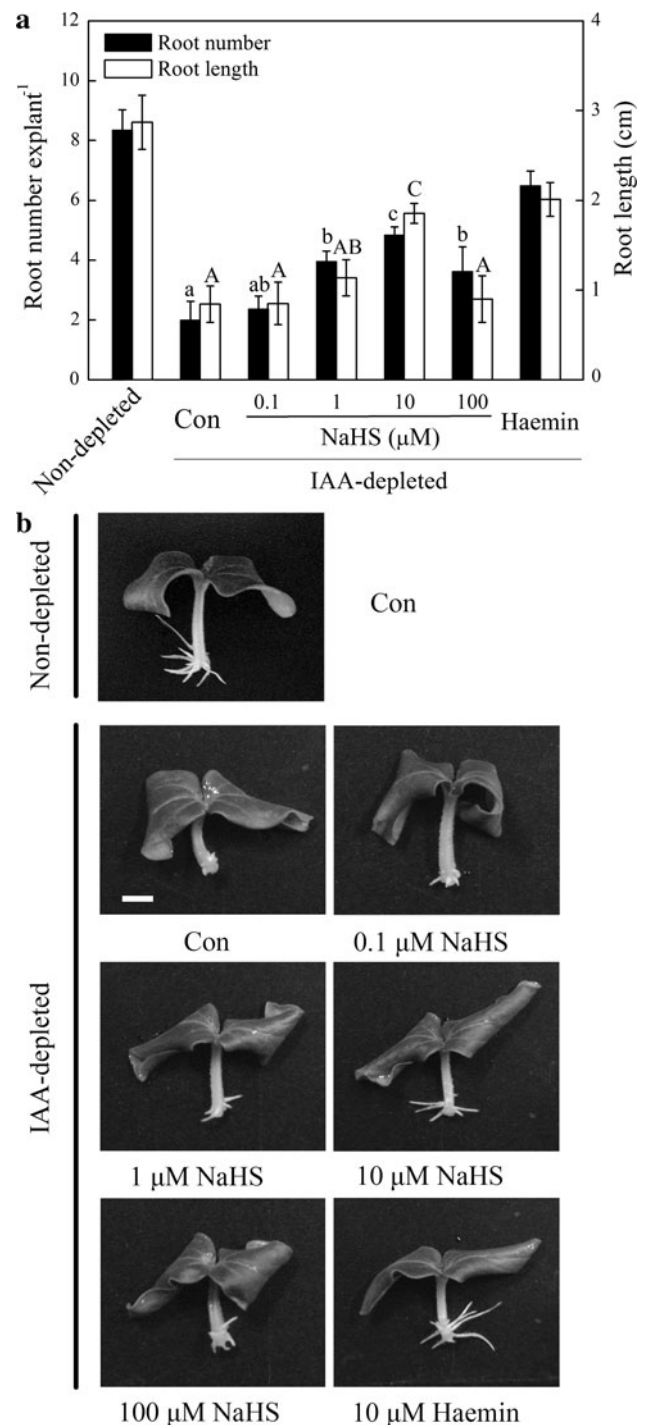 a
Root number
Root length
Root number explant-1
12
10
8
6
4
2
0
Root length (cm)
4
3
2
1
0
a A
ab A
b AB
c C
b A
Non-depleted
Con
0.1 1 10 100
NaHS (μM)
Haemin
IAA-depleted
b
Non-depleted
Con
IAA-depleted
Con
0.1 μM NaHS
1 μM NaHS
10 μM NaHS
100 μM NaHS
10 μM Haemin